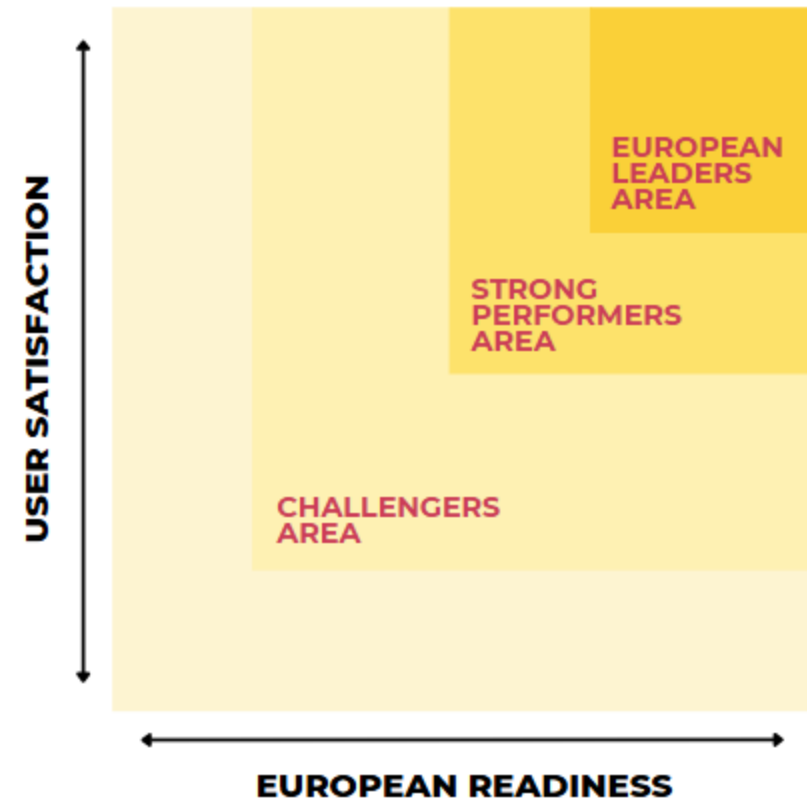 EUROPEAN
LEADERS
AREA
STRONG
PERFORMERS
AREA
USER SATISFACTION
CHALLENGERS
AREA
EUROPEAN READINESS